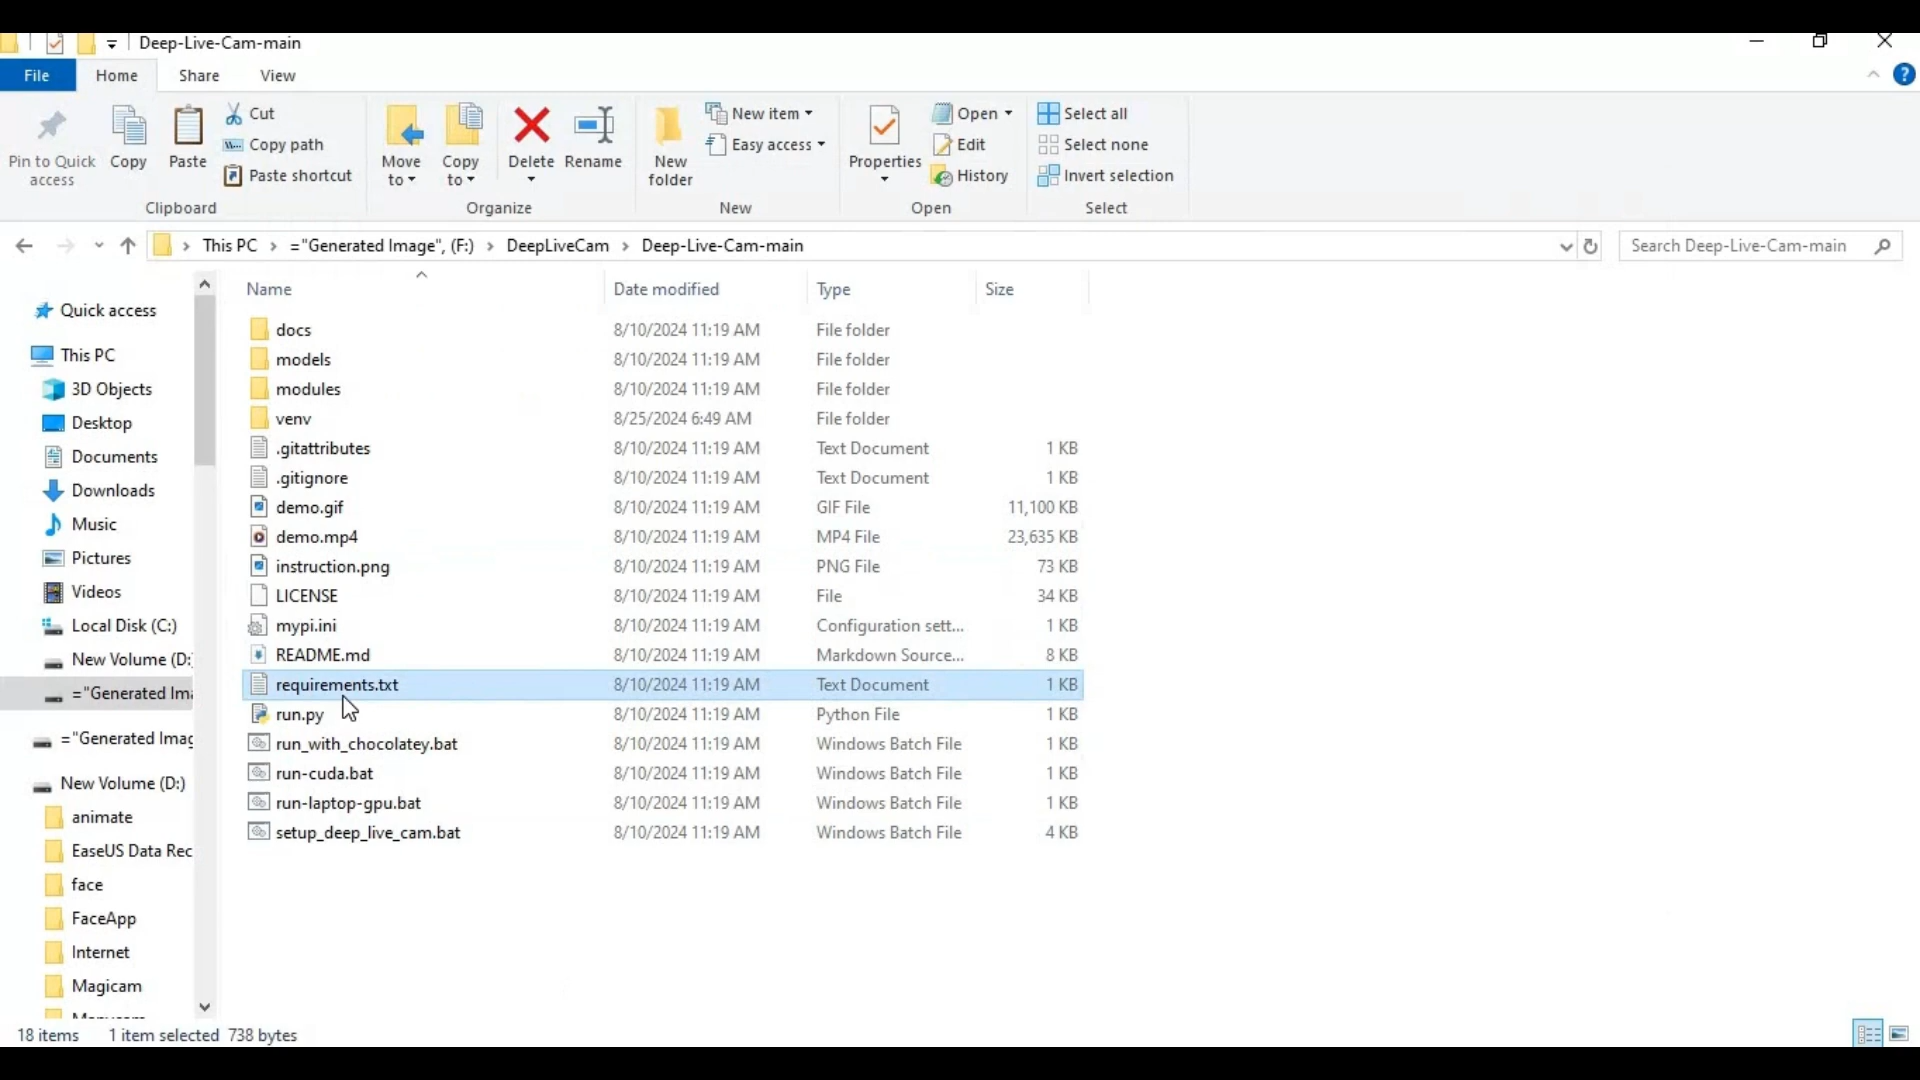 Deep-Live-Cam-main
File Home Share View
Pin to Quick access
Copy
Paste
Cut
Copy path
Paste shortcut
Clipboard
Move to
Copy to
Delete
Rename
Organize
New folder
New item
Easy access
New
Properties
Open
Edit
History
Open
Select all
Select none
Invert selection
Select
This PC > ="Generated Image", (F:) > DeepLiveCam > Deep-Live-Cam-main
Search Deep-Live-Cam-main
Quick access
This PC
3D Objects
Desktop
Documents
Downloads
Music
Pictures
Videos
Local Disk (C:)
New Volume (D:
="Generated Ima
="Generated Imag
New Volume (D:)
animate
EaseUS Data Rec
face
FaceApp
Internet
Magicam
Name Date modified Type Size
docs 8/10/2024 11:19 AM File folder
models 8/10/2024 11:19 AM File folder
modules 8/10/2024 11:19 AM File folder
venv 8/25/2024 6:49 AM File folder
.gitattributes 8/10/2024 11:19 AM Text Document 1 KB
.gitignore 8/10/2024 11:19 AM Text Document 1 KB
demo.gif 8/10/2024 11:19 AM GIF File 11,100 KB
demo.mp4 8/10/2024 11:19 AM MP4 File 23,635 KB
instruction.png 8/10/2024 11:19 AM PNG File 73 KB
LICENSE 8/10/2024 11:19 AM File 34 KB
mypi.ini 8/10/2024 11:19 AM Configuration sett... 1 KB
README.md 8/10/2024 11:19 AM Markdown Source... 8 KB
requirements.txt 8/10/2024 11:19 AM Text Document 1 KB
run.py 8/10/2024 11:19 AM Python File 1 KB
run_with_chocolatey.bat 8/10/2024 11:19 AM Windows Batch File 1 KB
run-cuda.bat 8/10/2024 11:19 AM Windows Batch File 1 KB
run-laptop-gpu.bat 8/10/2024 11:19 AM Windows Batch File 1 KB
setup_deep_live_cam.bat 8/10/2024 11:19 AM Windows Batch File 4 KB
18 items 1 item selected 738 bytes